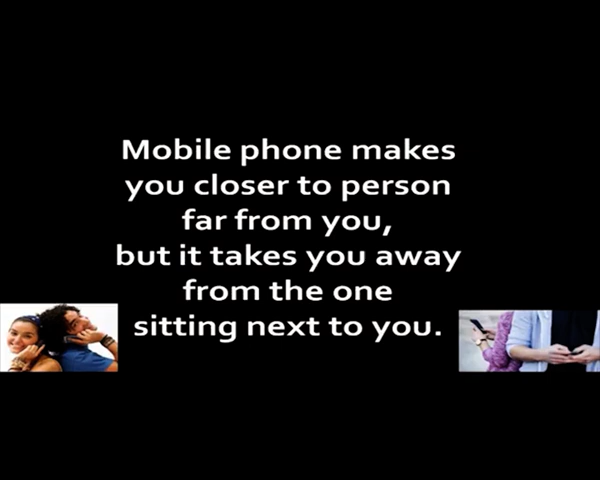 Mobile phone makes
you closer to person
far from you,
but it takes you away
from the one
sitting next to you.